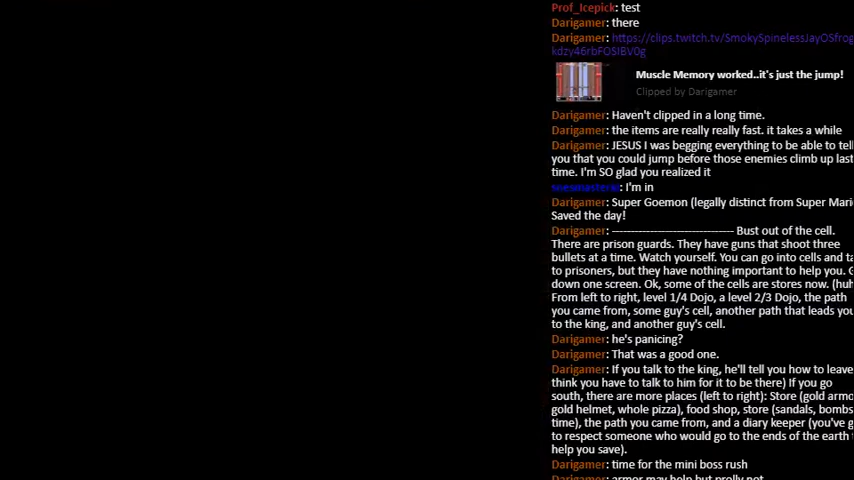 Prof_Icepick: test
Darigamer: there
Darigamer: https://clips.twitch.tv/SmokySpinelessJayOSfrog
kdzy46rbFOSIBV0g
Muscle Memory worked..it's just the jump!
Clipped by Darigamer
Darigamer: Haven't clipped in a long time.
Darigamer: the items are really really fast. it takes a while
Darigamer: JESUS I was begging everything to be able to tell
you that you could jump before those enemies climb up last
time. I'm SO glad you realized it
: I'm in
Darigamer: Super Goemon (legally distinct from Super Mari
Saved the day!
Darigamer: -------------------------------- Bust out of the cell.
There are prison guards. They have guns that shoot three
bullets at a time. Watch yourself. You can go into cells and ta
to prisoners, but they have nothing important to help you. G
down one screen. Ok, some of the cells are stores now. (huh
From left to right, level 1/4 Dojo, a level 2/3 Dojo, the path
you came from, some guy's cell, another path that leads you
to the king, and another guy's cell.
Darigamer: he's panicing?
Darigamer: That was a good one.
Darigamer: If you talk to the king, he'll tell you how to leave
think you have to talk to him for it to be there) If you go
south, there are more places (left to right): Store (gold armo
gold helmet, whole pizza), food shop, store (sandals, bombs
time), the path you came from, and a diary keeper (you've g
to respect someone who would go to the ends of the earth
help you save).
Darigamer: time for the mini boss rush
Darigamer: armor may help but prolly not